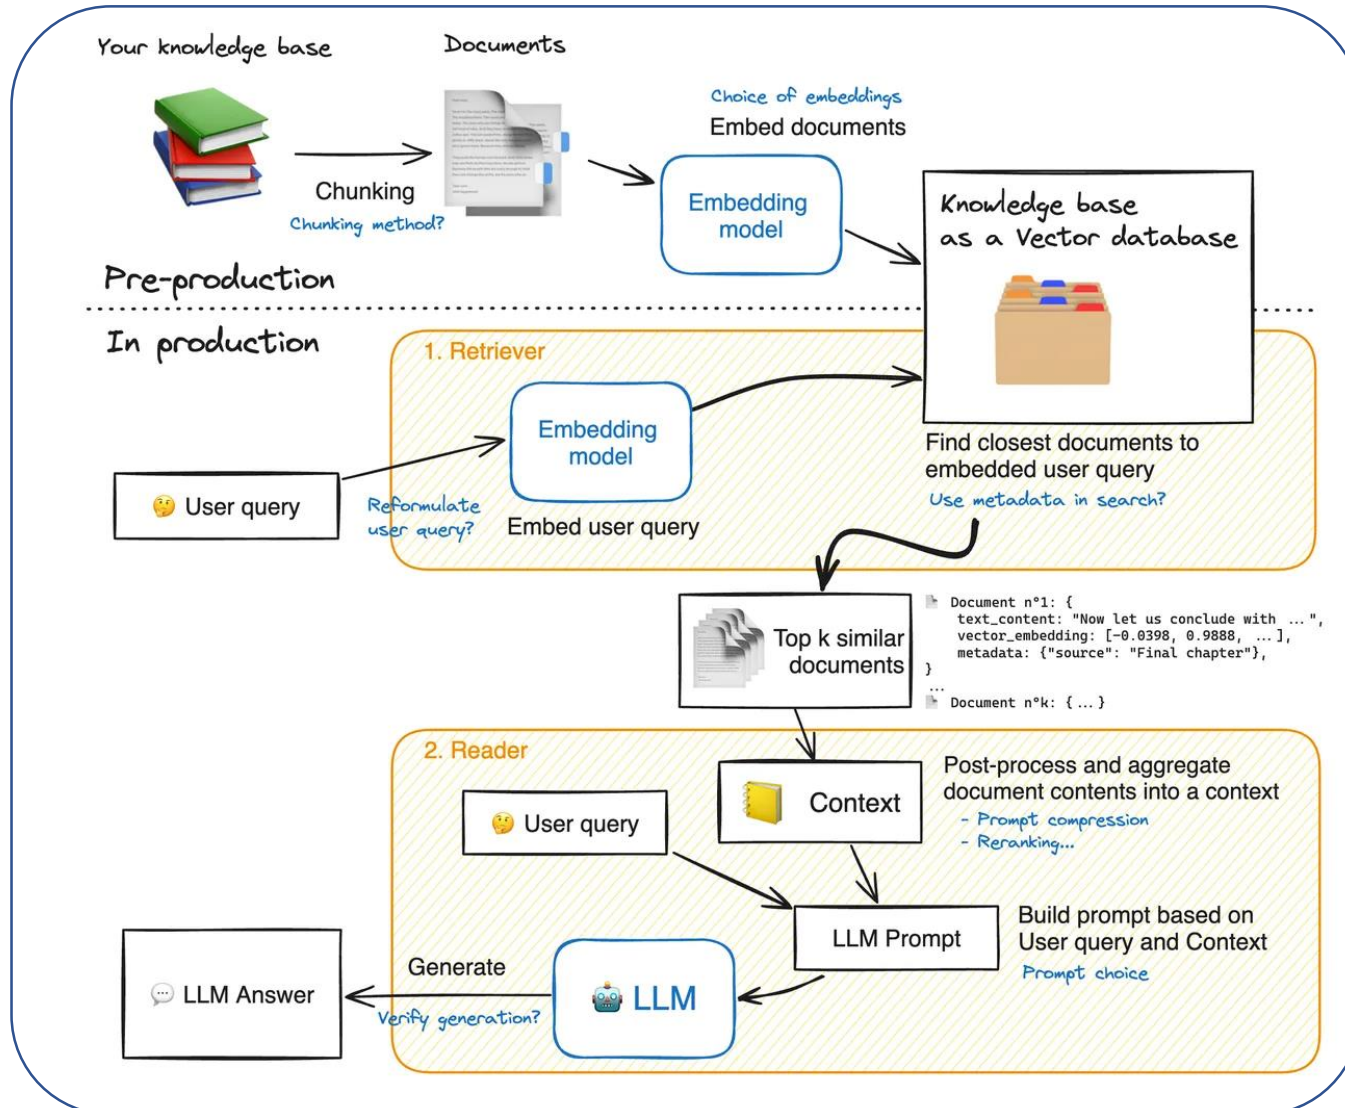 Your knowledge base
Documents
Chunking
Chunking method?
Choice of embeddings
Embed documents
Embedding
model
Knowledge base
as a Vector database
Pre-production
In production
1. Retriever
Embedding
model
🤔 User query
Reformulate
user query?
Embed user query
Find closest documents to
embedded user query
Use metadata in search?
Top k similar
documents
Document n°1: {
text_content: "Now let us conclude with ...",
vector_embedding: [-0.0398, 0.9888, ...],
metadata: {"source": "Final chapter"},
}
...
Document n°k: { ... }
2. Reader
🤔 User query
Context
Post-process and aggregate
document contents into a context
- Prompt compression
- Reranking...
LLM Prompt
Build prompt based on
User query and Context
Prompt choice
🤖 LLM
Generate
Verify generation?
💬 LLM Answer